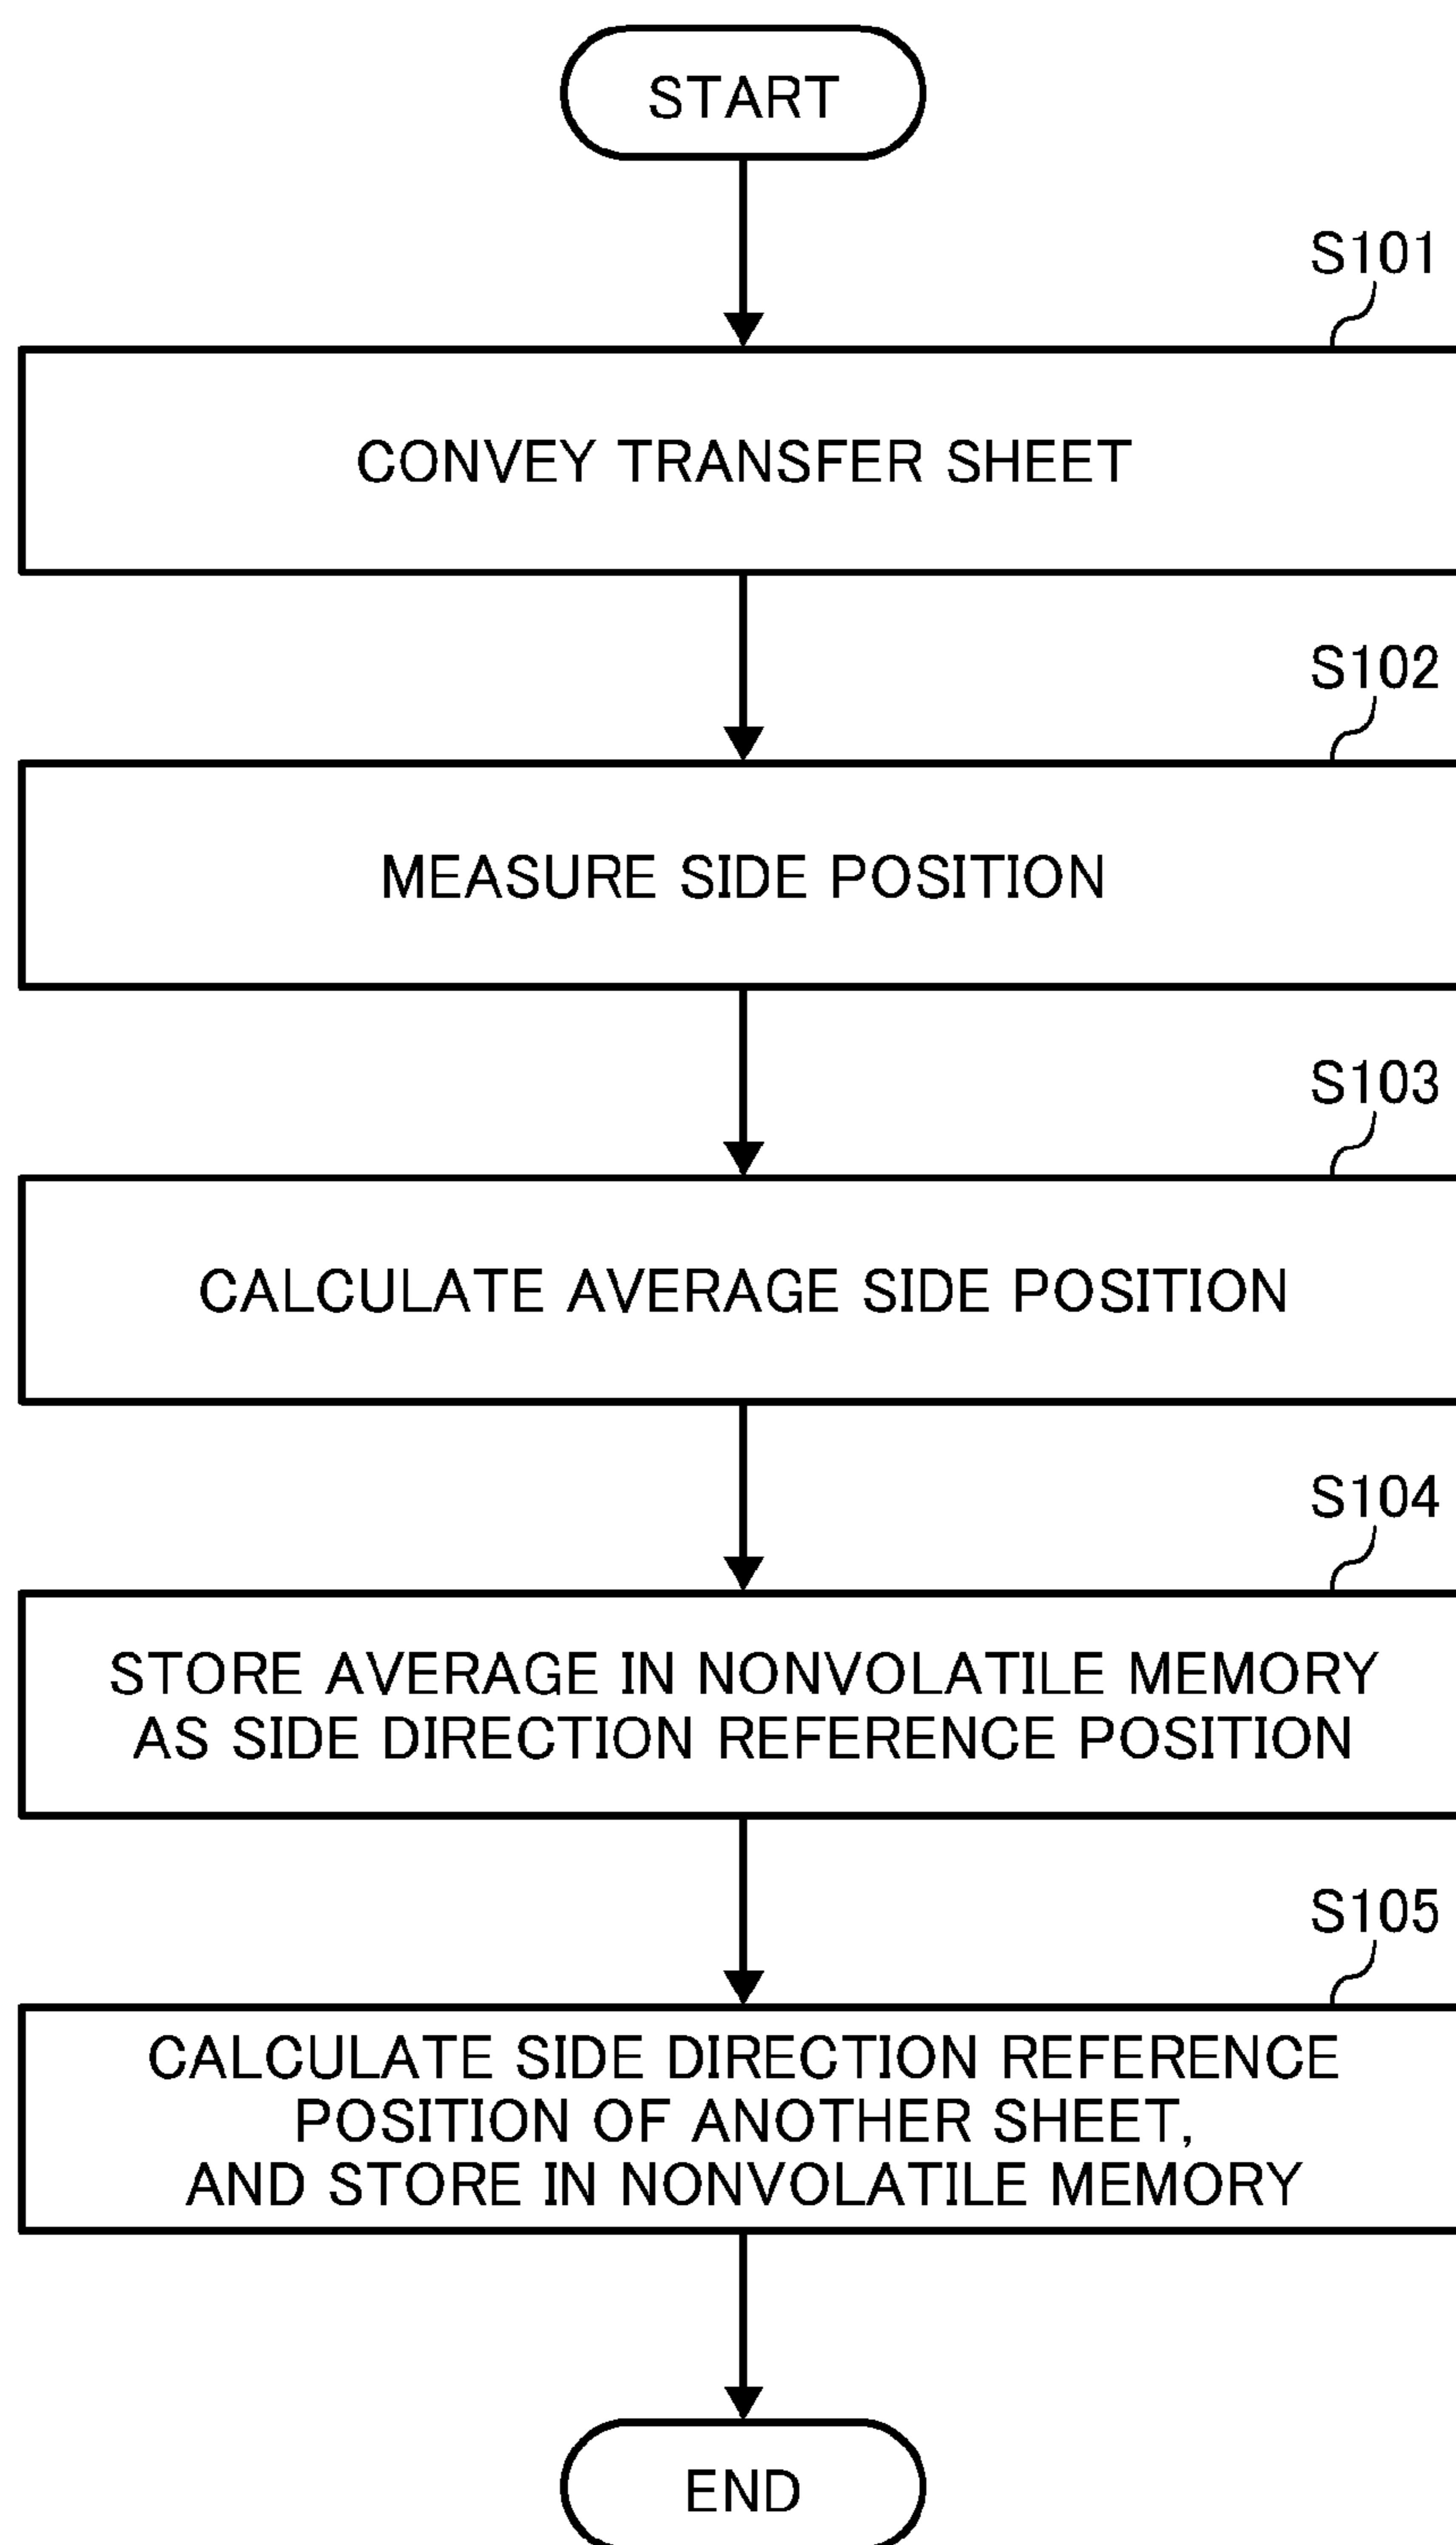 START
S101
CONVEY TRANSFER SHEET
S102
MEASURE SIDE POSITION
S103
CALCULATE AVERAGE SIDE POSITION
S104
STORE AVERAGE IN NONVOLATILE MEMORY
AS SIDE DIRECTION REFERENCE POSITION
S105
CALCULATE SIDE DIRECTION REFERENCE
POSITION OF ANOTHER SHEET,
AND STORE IN NONVOLATILE MEMORY
END